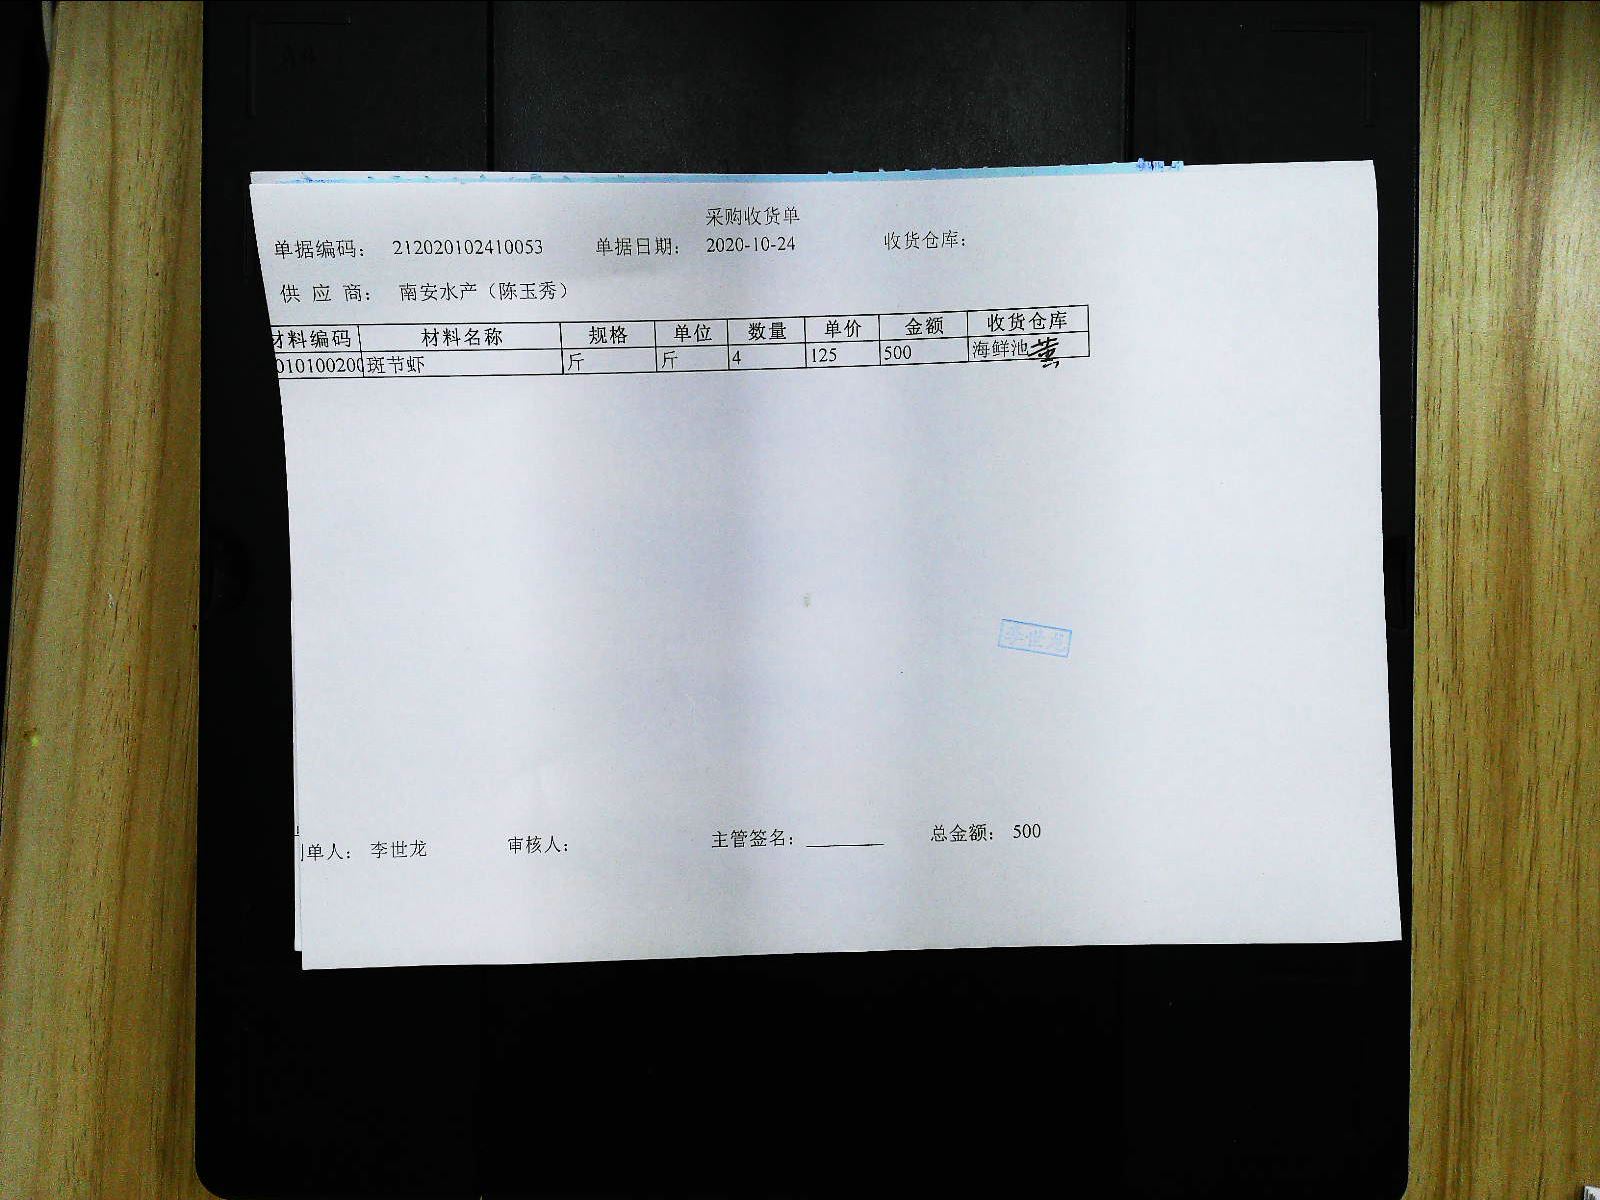 采购收货单
单据编码： 212020102410053 单据日期： 2020-10-24 收货仓库：
供 应 商： 南安水产（陈玉秀）
材料编码 材料名称 规格 单位 数量 单价 金额 收货仓库
010100200 斑节虾 斤 斤 4 125 500 海鲜池
李世龙
单人： 李世龙 审核人： 主管签名： ________ 总金额： 500